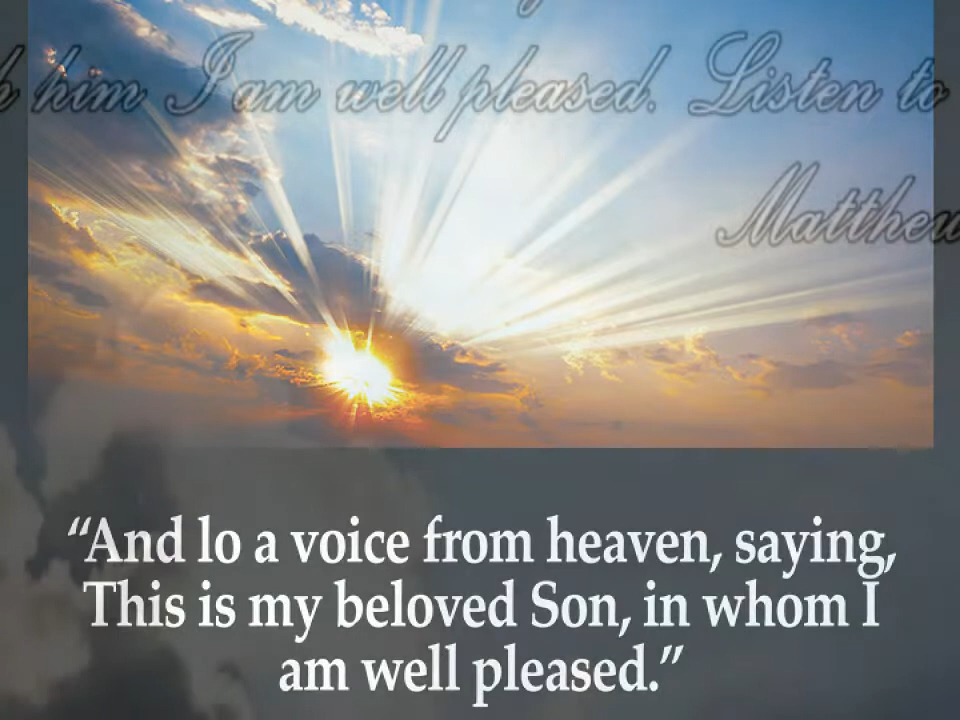 him I am well pleased. Listen to
Matthew
“And lo a voice from heaven, saying,
This is my beloved Son, in whom I
am well pleased.”